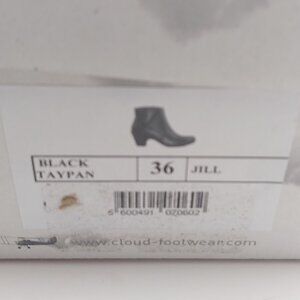 BLACK TAYPAN 36 JILL
5 600491 020602
www.cloud-footwear.com